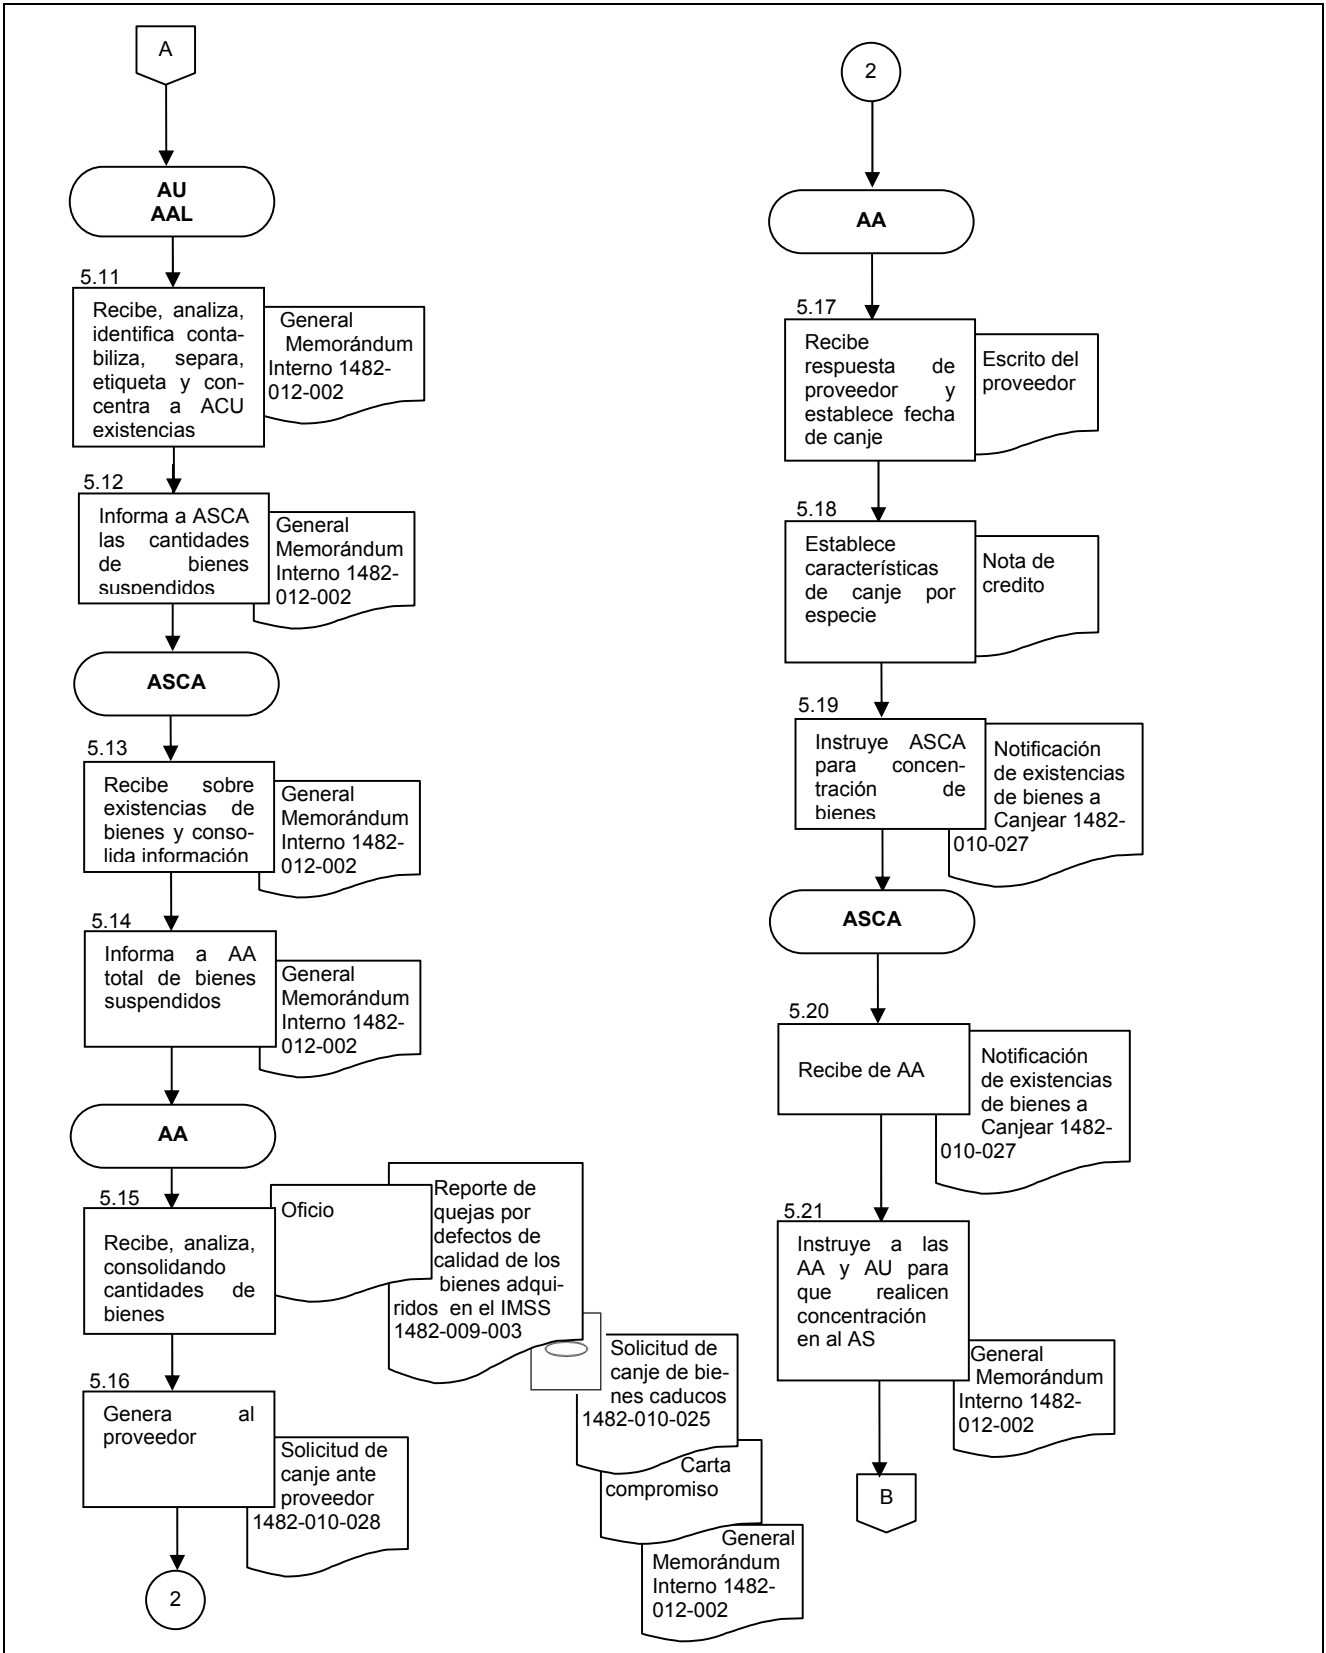 A
AU
AAL
5.11
Recibe, analiza,
identifica conta-
biliza, separa,
etiqueta y con-
centra a ACU
existencias
General
Memorándum
Interno 1482-
012-002
5.12
Informa a ASCA
las cantidades
de bienes
suspendidos
General
Memorándum
Interno 1482-
012-002
ASCA
5.13
Recibe sobre
existencias de
bienes y conso-
lida información
General
Memorándum
Interno 1482-
012-002
5.14
Informa a AA
total de bienes
suspendidos
General
Memorándum
Interno 1482-
012-002
AA
5.15
Recibe, analiza,
consolidando
cantidades de
bienes
Oficio
Reporte de
quejas por
defectos de
calidad de los
bienes adqui-
ridos en el IMSS
1482-009-003
Solicitud de
canje de bie-
nes caducos
1482-010-025
Carta
compromiso
General
Memorándum
Interno 1482-
012-002
5.16
Genera al
proveedor
Solicitud de
canje ante
proveedor
1482-010-028
2
2
AA
5.17
Recibe
respuesta de
proveedor y
establece fecha
de canje
Escrito del
proveedor
5.18
Establece
características
de canje por
especie
Nota de
credito
5.19
Instruye ASCA
para concen-
tración de
bienes
Notificación
de existencias
de bienes a
Canjear 1482-
010-027
ASCA
5.20
Recibe de AA
Notificación
de existencias
de bienes a
Canjear 1482-
010-027
5.21
Instruye a las
AA y AU para
que realicen
concentración
en al AS
General
Memorándum
Interno 1482-
012-002
B